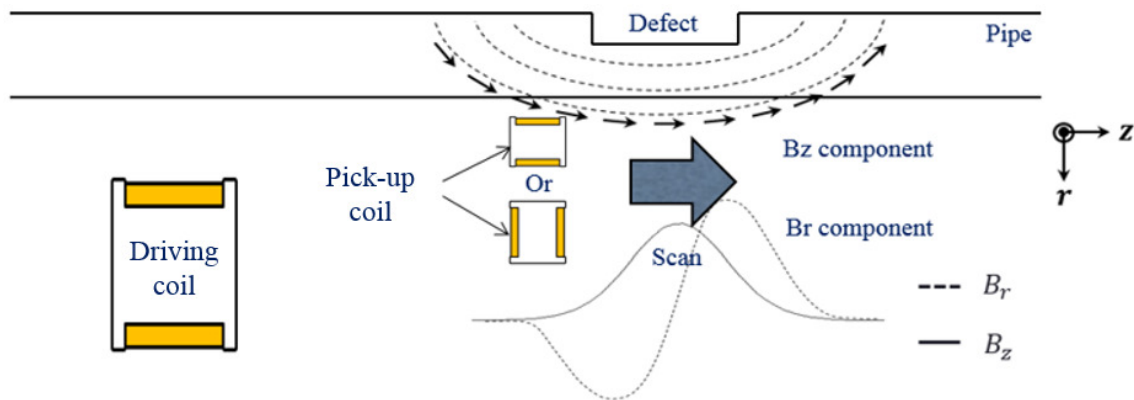 Defect
Pipe
z
r
Bz component
Or
Pick-up
coil
Br component
Driving
coil
Scan
B_r
B_z